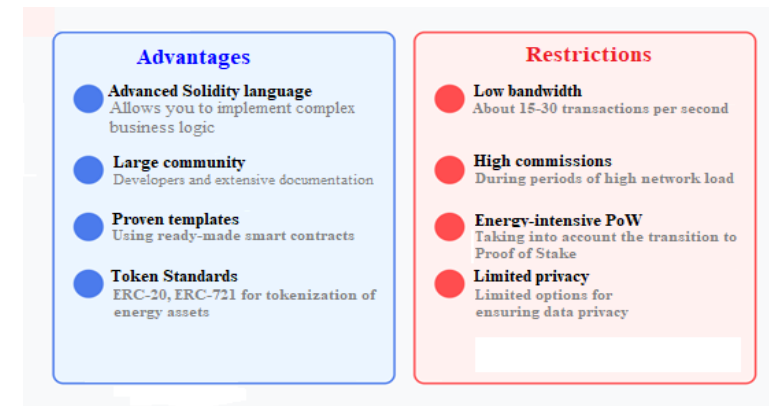 Advantages
Advanced Solidity language
Allows you to implement complex
business logic
Large community
Developers and extensive documentation
Proven templates
Using ready-made smart contracts
Token Standards
ERC-20, ERC-721 for tokenization of
energy assets
Restrictions
Low bandwidth
About 15-30 transactions per second
High commissions
During periods of high network load
Energy-intensive PoW
Taking into account the transition to
Proof of Stake
Limited privacy
Limited options for
ensuring data privacy